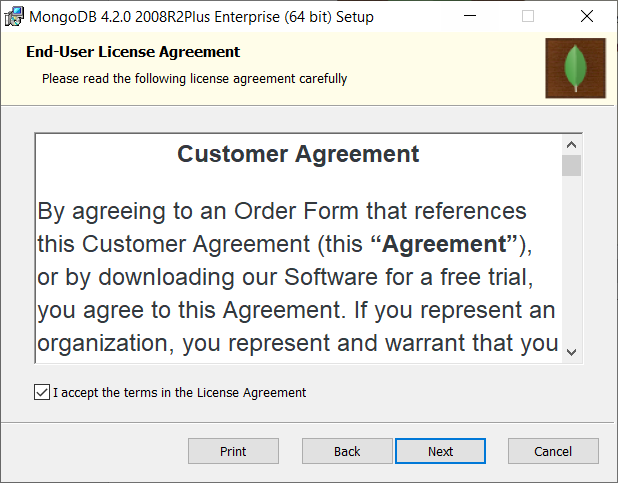 MongoDB 4.2.0 2008R2Plus Enterprise (64 bit) Setup
End-User License Agreement
Please read the following license agreement carefully
Customer Agreement
By agreeing to an Order Form that references
this Customer Agreement (this “Agreement”),
or by downloading our Software for a free trial,
you agree to this Agreement. If you represent an
organization, you represent and warrant that you
I accept the terms in the License Agreement
Print
Back
Next
Cancel